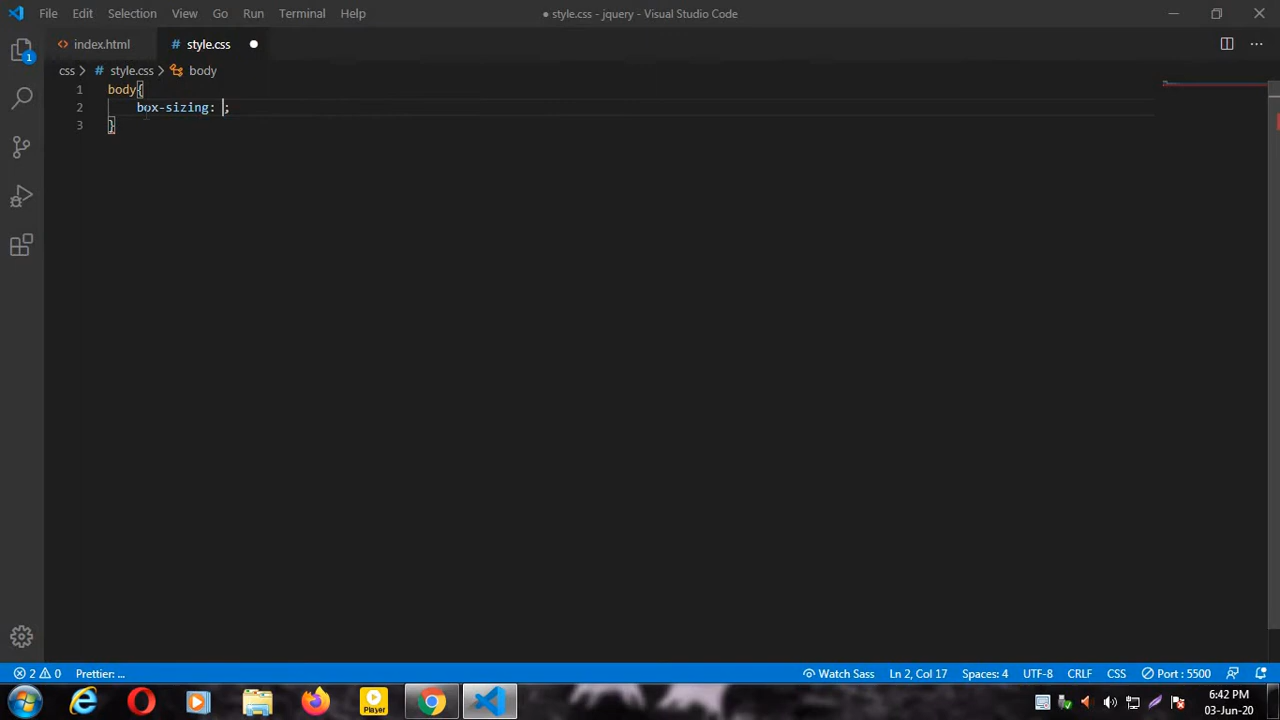 File Edit Selection View Go Run Terminal Help
● style.css - jquery - Visual Studio Code
<> index.html
# style.css ●
css > # style.css > body
1 body{
2 box-sizing: ;
3 }
1
2 0 Prettier: ...
Watch Sass Ln 2, Col 17 Spaces: 4 UTF-8 CRLF CSS Port : 5500
Player
6:42 PM
03-Jun-20